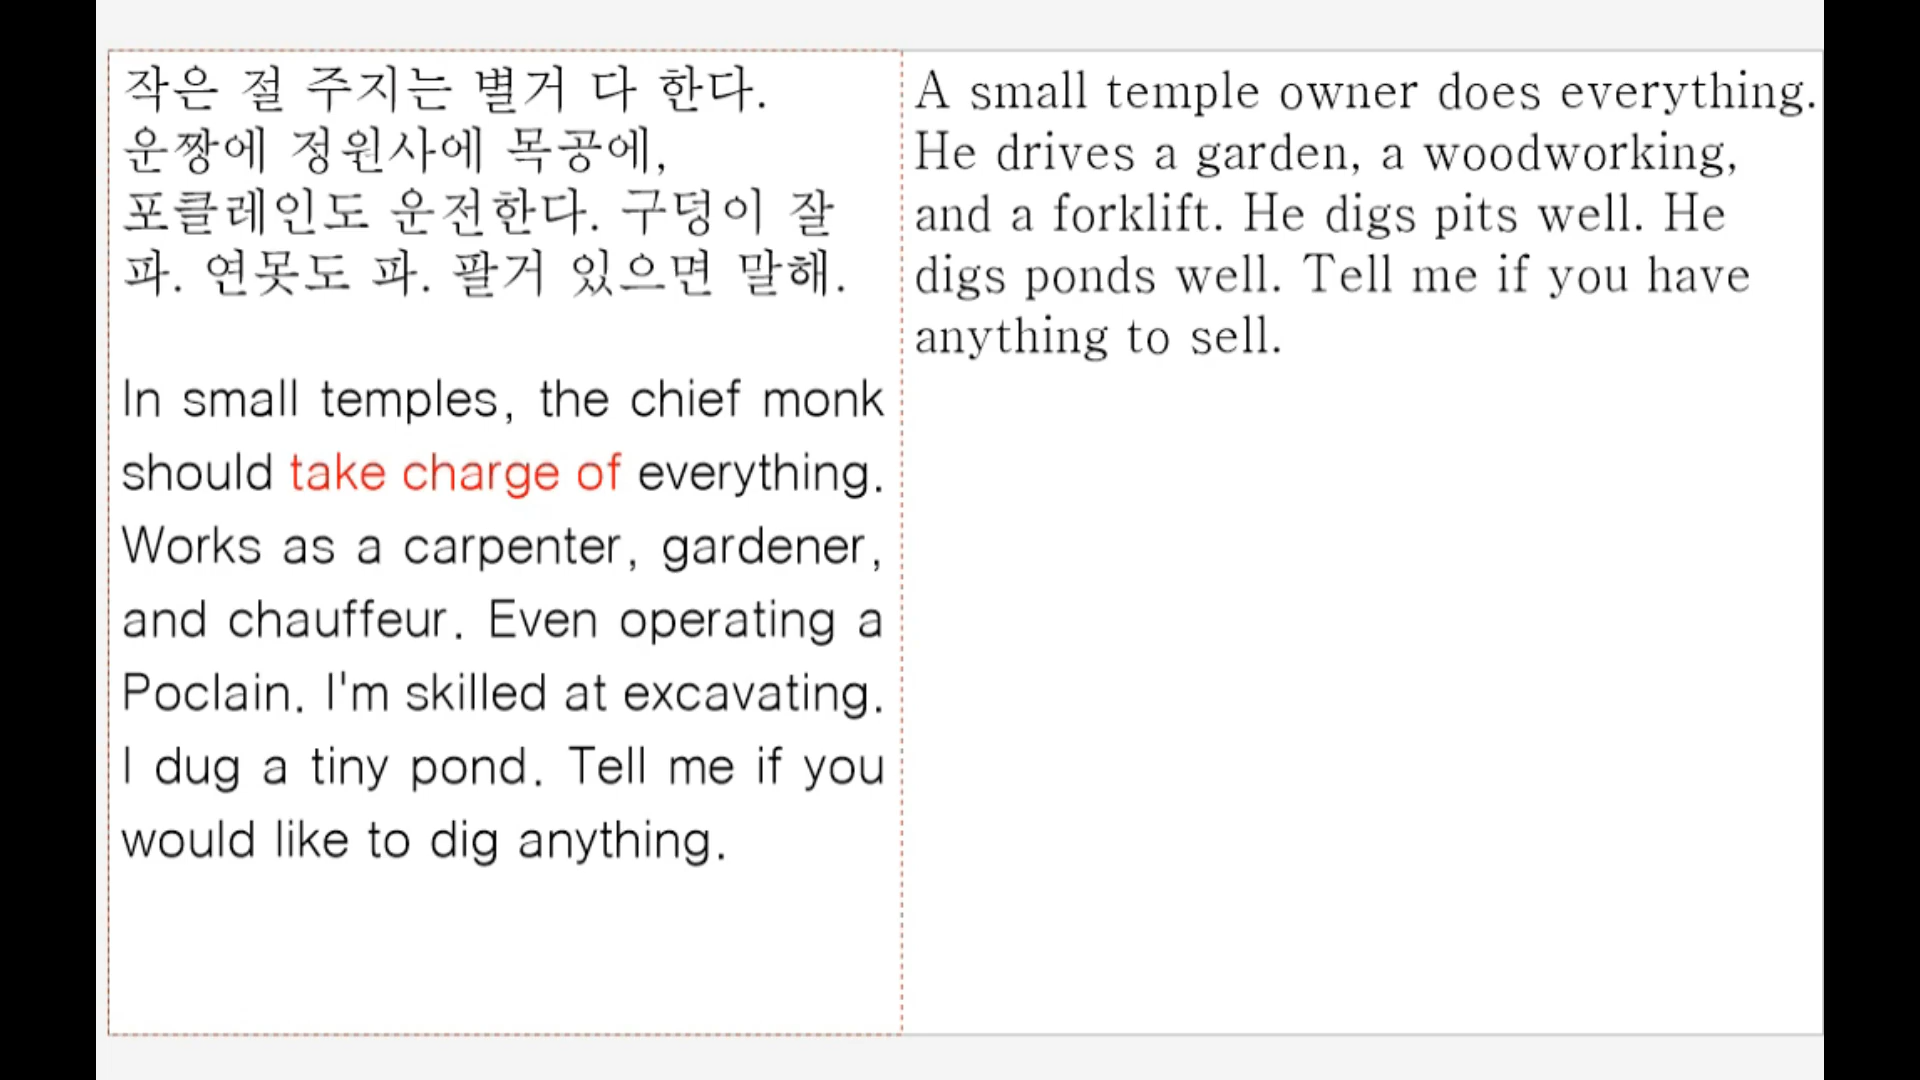 작은 절 주지는 별거 다 한다.
운짱에 정원사에 목공에,
포클레인도 운전한다. 구덩이 잘
파. 연못도 파. 팔거 있으면 말해.
In small temples, the chief monk
should take charge of everything.
Works as a carpenter, gardener,
and chauffeur. Even operating a
Poclain. I'm skilled at excavating.
I dug a tiny pond. Tell me if you
would like to dig anything.
A small temple owner does everything.
He drives a garden, a woodworking,
and a forklift. He digs pits well. He
digs ponds well. Tell me if you have
anything to sell.